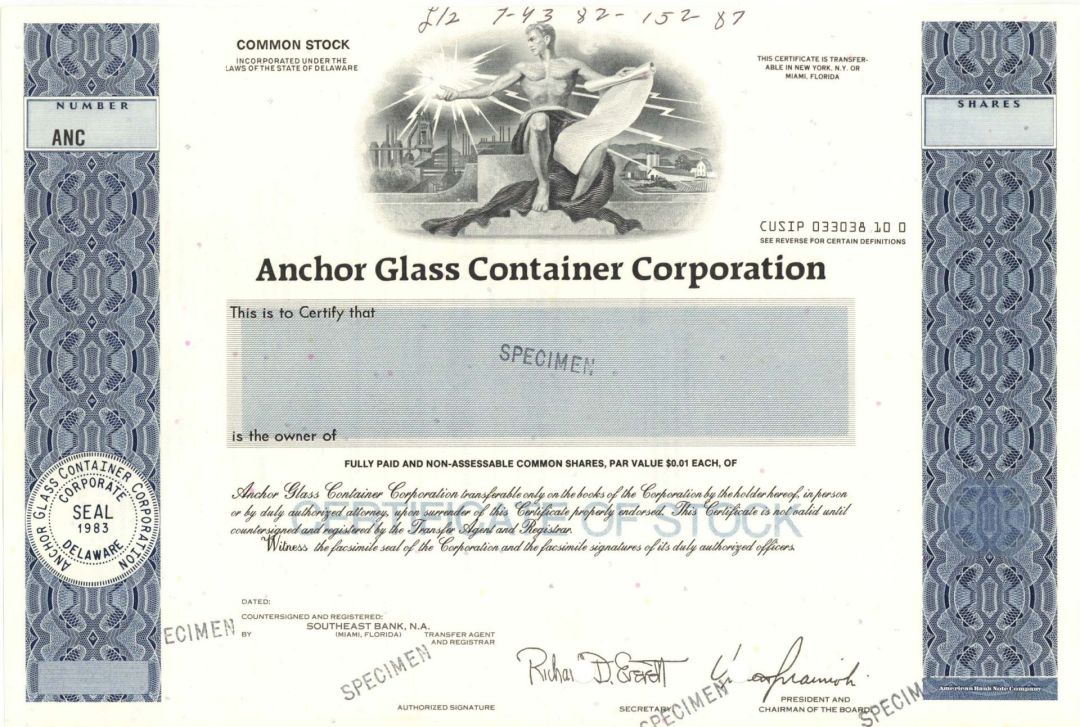 7-43 82-152 87
COMMON STOCK
INCORPORATED UNDER THE
LAWS OF THE STATE OF DELAWARE
THIS CERTIFICATE IS TRANSFER-
ABLE IN NEW YORK, N.Y. OR
MIAMI, FLORIDA
NUMBER
ANC
SHARES
CUSIP 033038 10 0
SEE REVERSE FOR CERTAIN DEFINITIONS
Anchor Glass Container Corporation
This is to Certify that
SPECIMEN
is the owner of
FULLY PAID AND NON-ASSESSABLE COMMON SHARES, PAR VALUE $0.01 EACH, OF
Anchor Glass Container Corporation transferable only on the books of the Corporation by the holder hereof, in person
or by duly authorized attorney, upon surrender of this Certificate properly endorsed. This Certificate is not valid until
countersigned and registered by the Transfer Agent and Registrar.
Witness the facsimile seal of the Corporation and the facsimile signatures of its duly authorized officers.
CERTIFICATE OF STOCK
ANCHOR GLASS CONTAINER CORPORATION
CORPORATE
SEAL
1983
DELAWARE
DATED:
COUNTERSIGNED AND REGISTERED:
SOUTHEAST BANK, N.A.
BY (MIAMI, FLORIDA) TRANSFER AGENT
AND REGISTRAR
ECIMEN
SPECIMEN
AUTHORIZED SIGNATURE
Richa D. Everett
SECRETARY
SPECIMEN
PRESIDENT AND
CHAIRMAN OF THE BOARD
SPECIM
American Bank Note Company